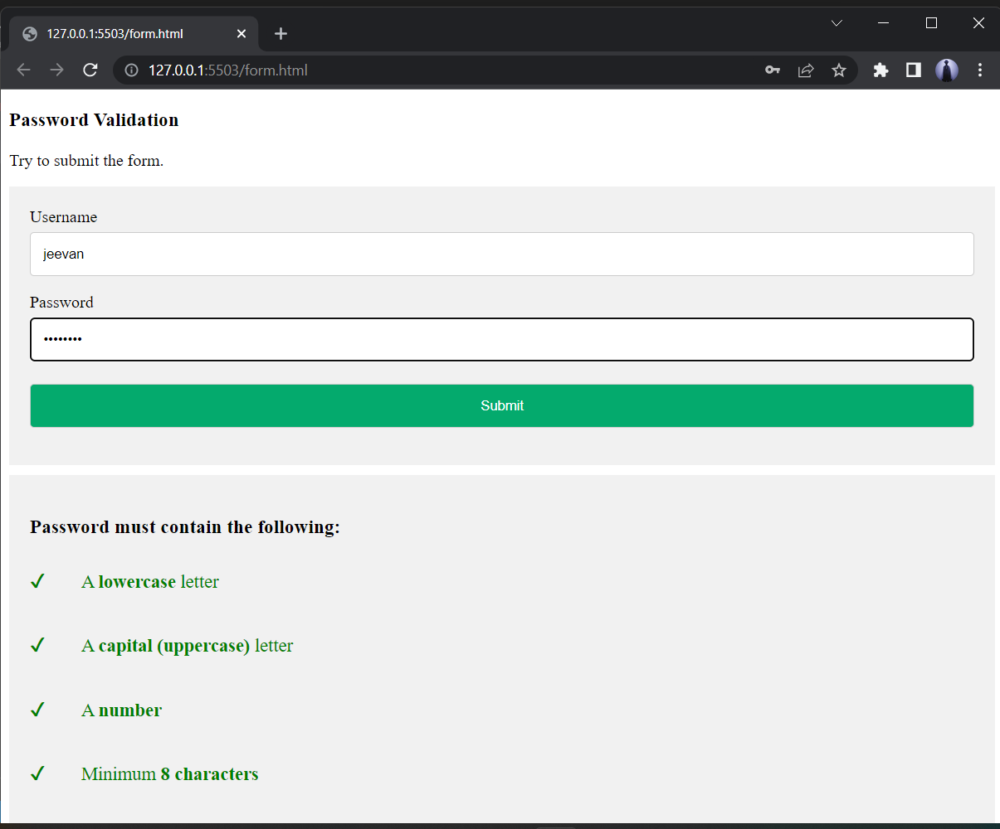 127.0.0.1:5503/form.html
127.0.0.1:5503/form.html
Password Validation
Try to submit the form.
Username
jeevan
Password
••••••••
Submit
Password must contain the following:
✓ A lowercase letter
✓ A capital (uppercase) letter
✓ A number
✓ Minimum 8 characters